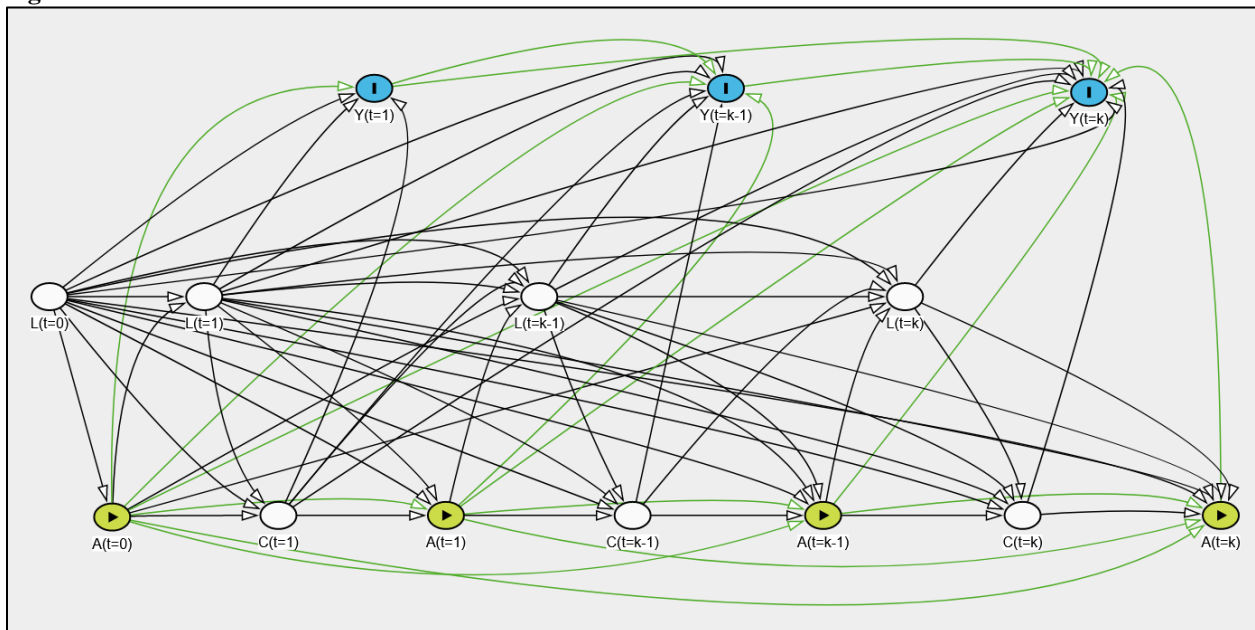 Y(t=1)
Y(t=k-1)
Y(t=k)
L(t=0)
L(t=1)
L(t=k-1)
L(t=k)
A(t=0)
C(t=1)
A(t=1)
C(t=k-1)
A(t=k-1)
C(t=k)
A(t=k)